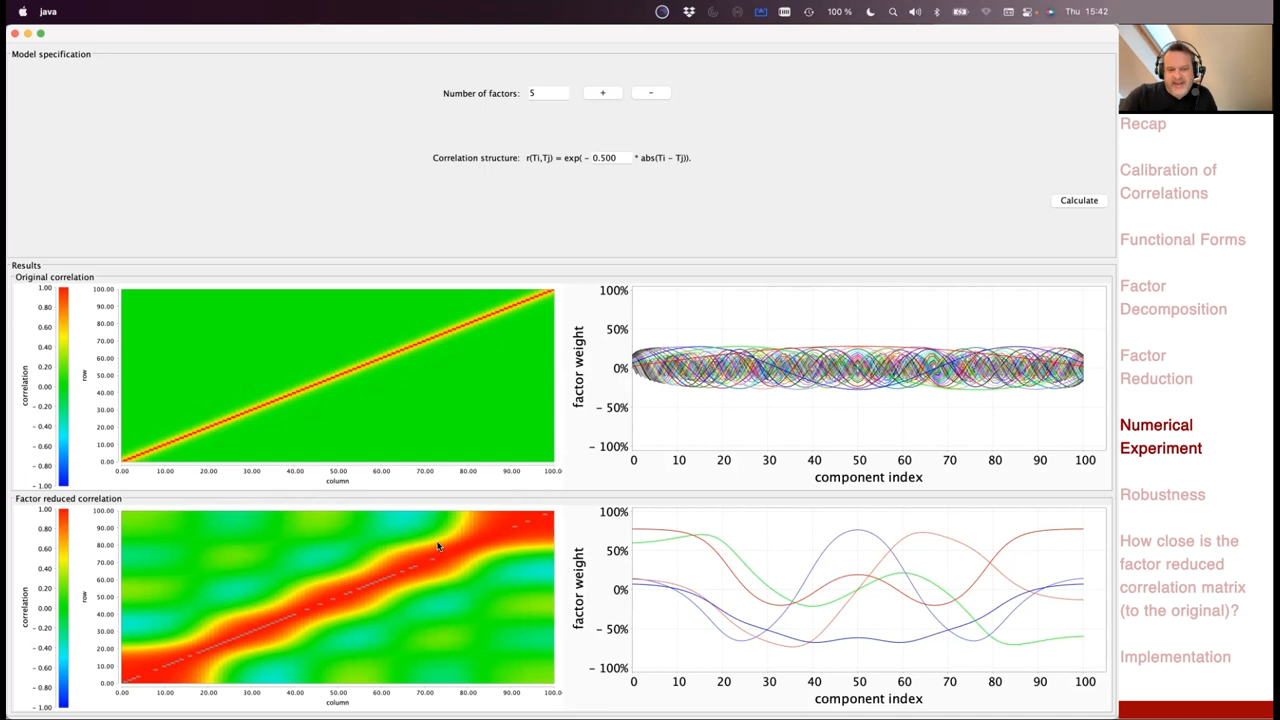 java
100 %
Thu 15:42
Model specification
Number of factors: 5 + −
Correlation structure: r(Ti,Tj) = exp( − 0.500 * abs(Ti − Tj)).
Calculate
Results
Original correlation
1.00
0.80
0.60
0.40
0.20
0.00
− 0.20
− 0.40
− 0.60
− 0.80
− 1.00
correlation
100.00
90.00
80.00
70.00
60.00
50.00
40.00
30.00
20.00
10.00
0.00
row
0.00 10.00 20.00 30.00 40.00 50.00 60.00 70.00 80.00 90.00 100.0
column
100%
50%
0%
− 50%
− 100%
factor weight
0 10 20 30 40 50 60 70 80 90 100
component index
Factor reduced correlation
1.00
0.80
0.60
0.40
0.20
0.00
− 0.20
− 0.40
− 0.60
− 0.80
− 1.00
correlation
100.00
90.00
80.00
70.00
60.00
50.00
40.00
30.00
20.00
10.00
0.00
row
0.00 10.00 20.00 30.00 40.00 50.00 60.00 70.00 80.00 90.00 100.0
column
100%
50%
0%
− 50%
− 100%
factor weight
0 10 20 30 40 50 60 70 80 90 100
component index
Recap
Calibration of
Correlations
Functional Forms
Factor
Decomposition
Factor
Reduction
Numerical
Experiment
Robustness
How close is the
factor reduced
correlation matrix
(to the original)?
Implementation